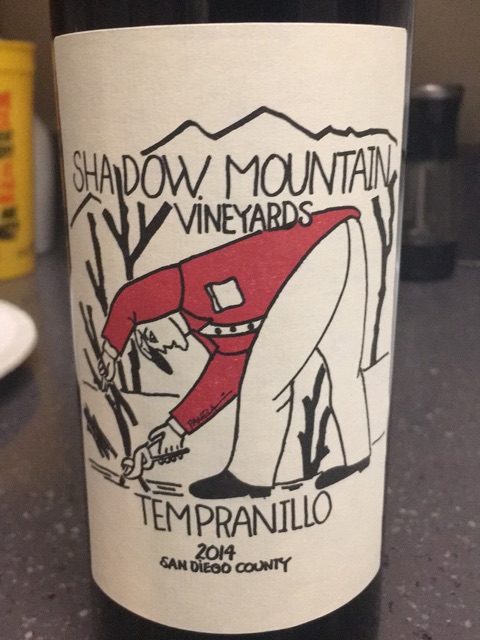 SHADOW MOUNTAIN
VINEYARDS
TEMPRANILLO
2014
SAN DIEGO COUNTY